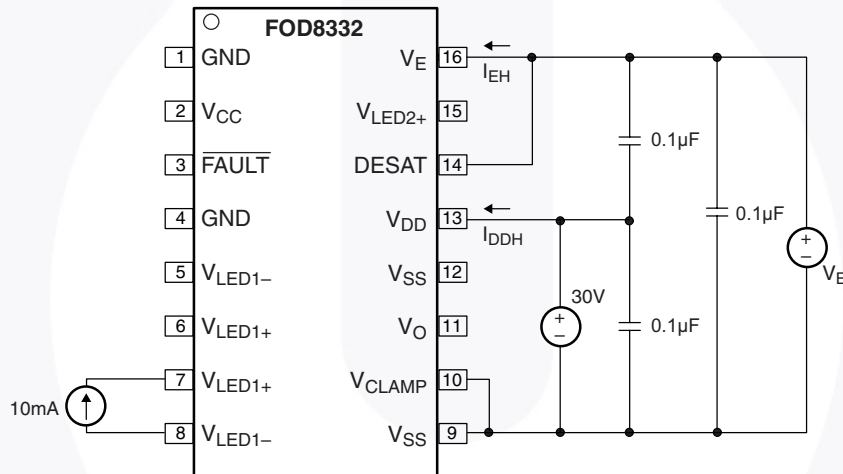 FOD8332
1 GND
2 VCC
3 FAULT
4 GND
5 VLED1–
6 VLED1+
7 VLED1+
8 VLED1–
VE 16
VLED2+ 15
DESAT 14
VDD 13
VSS 12
VO 11
VCLAMP 10
VSS 9
IEH
IDDH
10mA
30V
+
–
0.1µF
0.1µF
0.1µF
+
–
VE
+
–